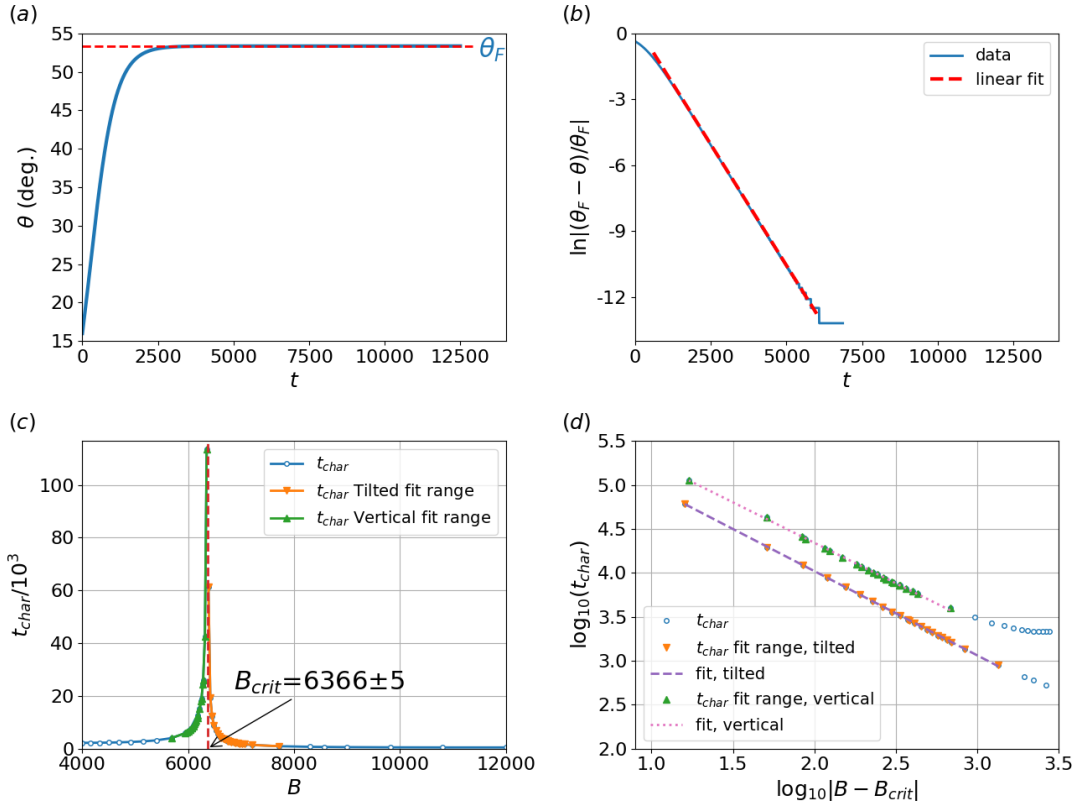 (a)
55
50
45
40
35
30
25
20
15
θ (deg.)
θ_F
0 2500 5000 7500 10000 12500
t
(b)
0
-3
-6
-9
-12
ln|(θ_F − θ)/θ_F|
data
linear fit
0 2500 5000 7500 10000 12500
t
(c)
100
80
60
40
20
0
t_char/10^3
t_char
t_char Tilted fit range
t_char Vertical fit range
B_crit=6366±5
4000 6000 8000 10000 12000
B
(d)
5.5
5.0
4.5
4.0
3.5
3.0
2.5
2.0
log_10(t_char)
t_char
t_char fit range, tilted
fit, tilted
t_char fit range, vertical
fit, vertical
1.0 1.5 2.0 2.5 3.0 3.5
log_10|B − B_crit|